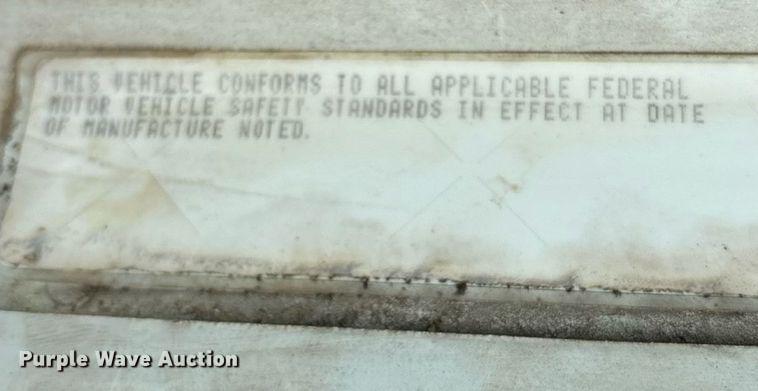 THIS VEHICLE CONFORMS TO ALL APPLICABLE FEDERAL
MOTOR VEHICLE SAFETY STANDARDS IN EFFECT AT DATE
OF MANUFACTURE NOTED.
Purple Wave Auction